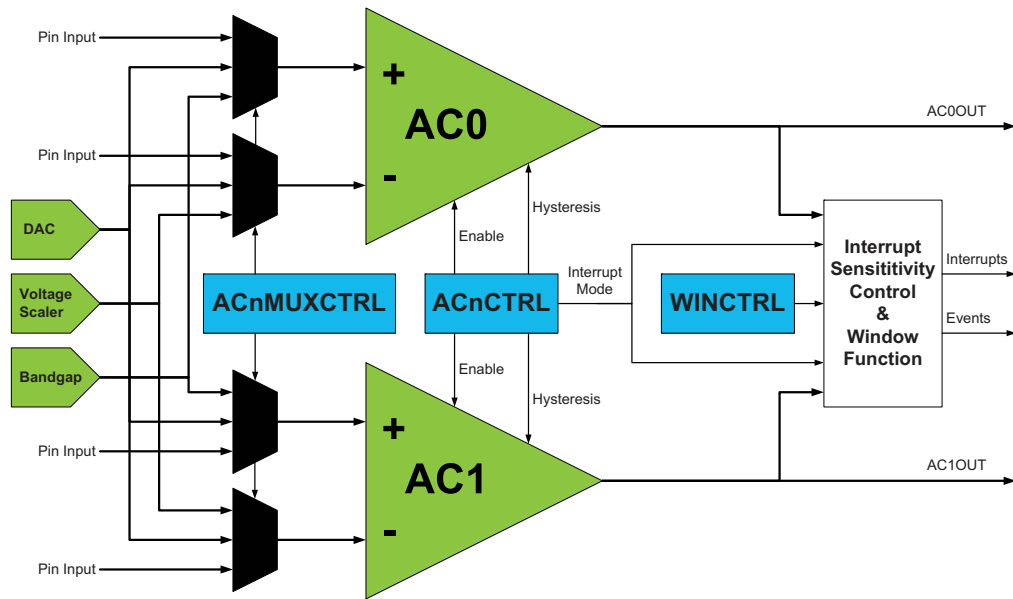 Pin Input
+
AC0
-
AC0OUT
Pin Input
DAC
Hysteresis
Enable
Voltage
Scaler
ACnMUXCTRL
ACnCTRL
Interrupt
Mode
WINCTRL
Interrupt
Sensititivity
Control
&
Window
Function
Interrupts
Events
Bandgap
Enable
Hysteresis
Pin Input
+
AC1
-
AC1OUT
Pin Input